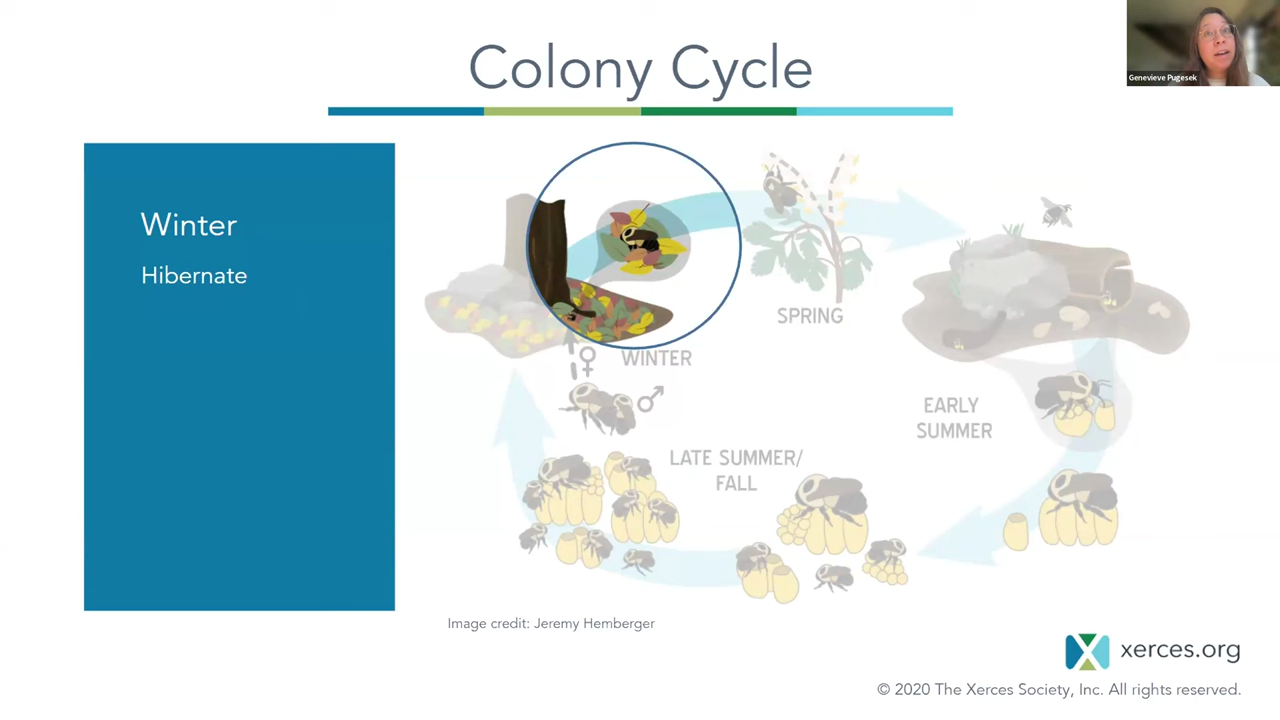 Colony Cycle
Genevieve Pugesek
Winter
Hibernate
SPRING
WINTER
EARLY
SUMMER
LATE SUMMER/
FALL
Image credit: Jeremy Hemberger
xerces.org
© 2020 The Xerces Society, Inc. All rights reserved.